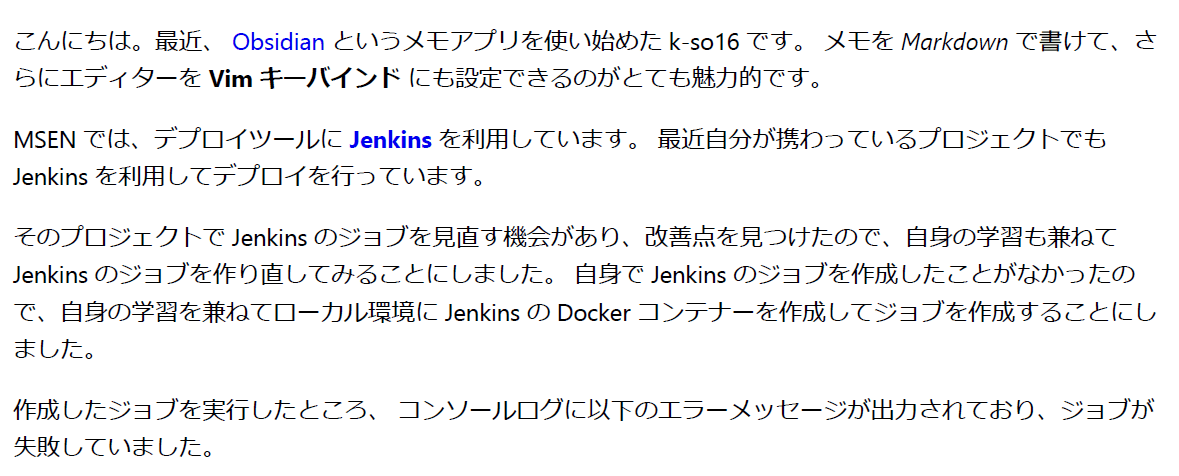 こんにちは。最近、 Obsidian というメモアプリを使い始めた k-so16 です。 メモを Markdown で書けて、さ
らにエディターを Vim キーバインド にも設定できるのがとても魅力的です。
MSEN では、デプロイツールに Jenkins を利用しています。 最近自分が携わっているプロジェクトでも
Jenkins を利用してデプロイを行っています。
そのプロジェクトで Jenkins のジョブを見直す機会があり、改善点を見つけたので、自身の学習も兼ねて
Jenkins のジョブを作り直してみることにしました。 自身で Jenkins のジョブを作成したことがなかったの
で、自身の学習を兼ねてローカル環境に Jenkins の Docker コンテナーを作成してジョブを作成することにし
ました。
作成したジョブを実行したところ、 コンソールログに以下のエラーメッセージが出力されており、ジョブが
失敗していました。